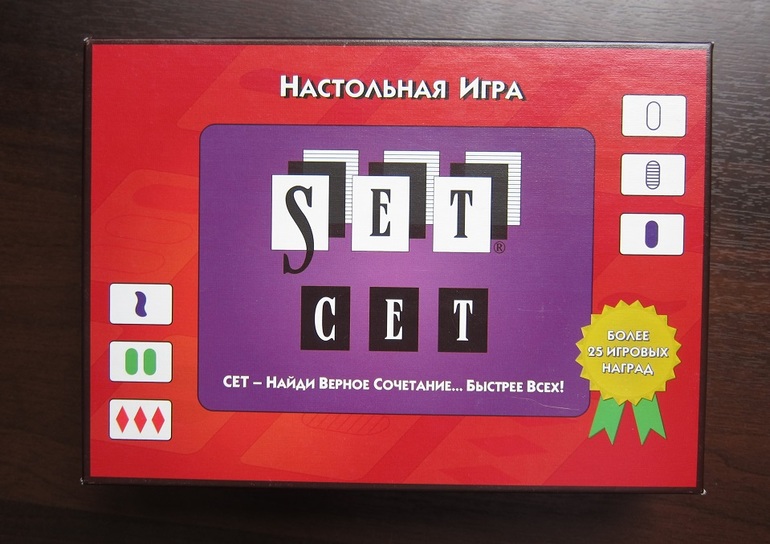 Настольная Игра
SET®
СЕТ
СЕТ – Найди Верное Сочетание... Быстрее Всех!
БОЛЕЕ
25 ИГРОВЫХ
НАГРАД